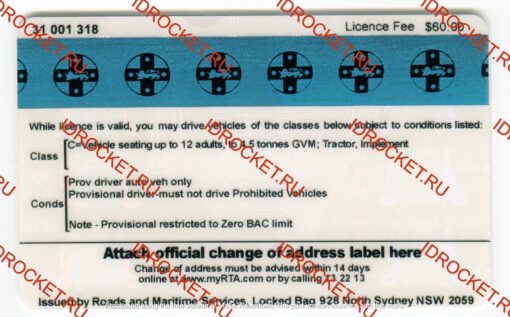 31 001 318 Licence Fee $60.00
While licence is valid, you may drive vehicles of the classes below subject to conditions listed:
Class C=Vehicle seating up to 12 adults, to 4.5 tonnes GVM; Tractor, Implement
Prov driver auto veh only
Conds Provisional driver-must not drive Prohibited Vehicles
Note - Provisional restricted to Zero BAC limit
Attach official change of address label here
Change of address must be advised within 14 days
online at www.myRTA.com or by calling 13 22 13
Issued by Roads and Maritime Services, Locked Bag 928 North Sydney NSW 2059
IDROCKET.RU